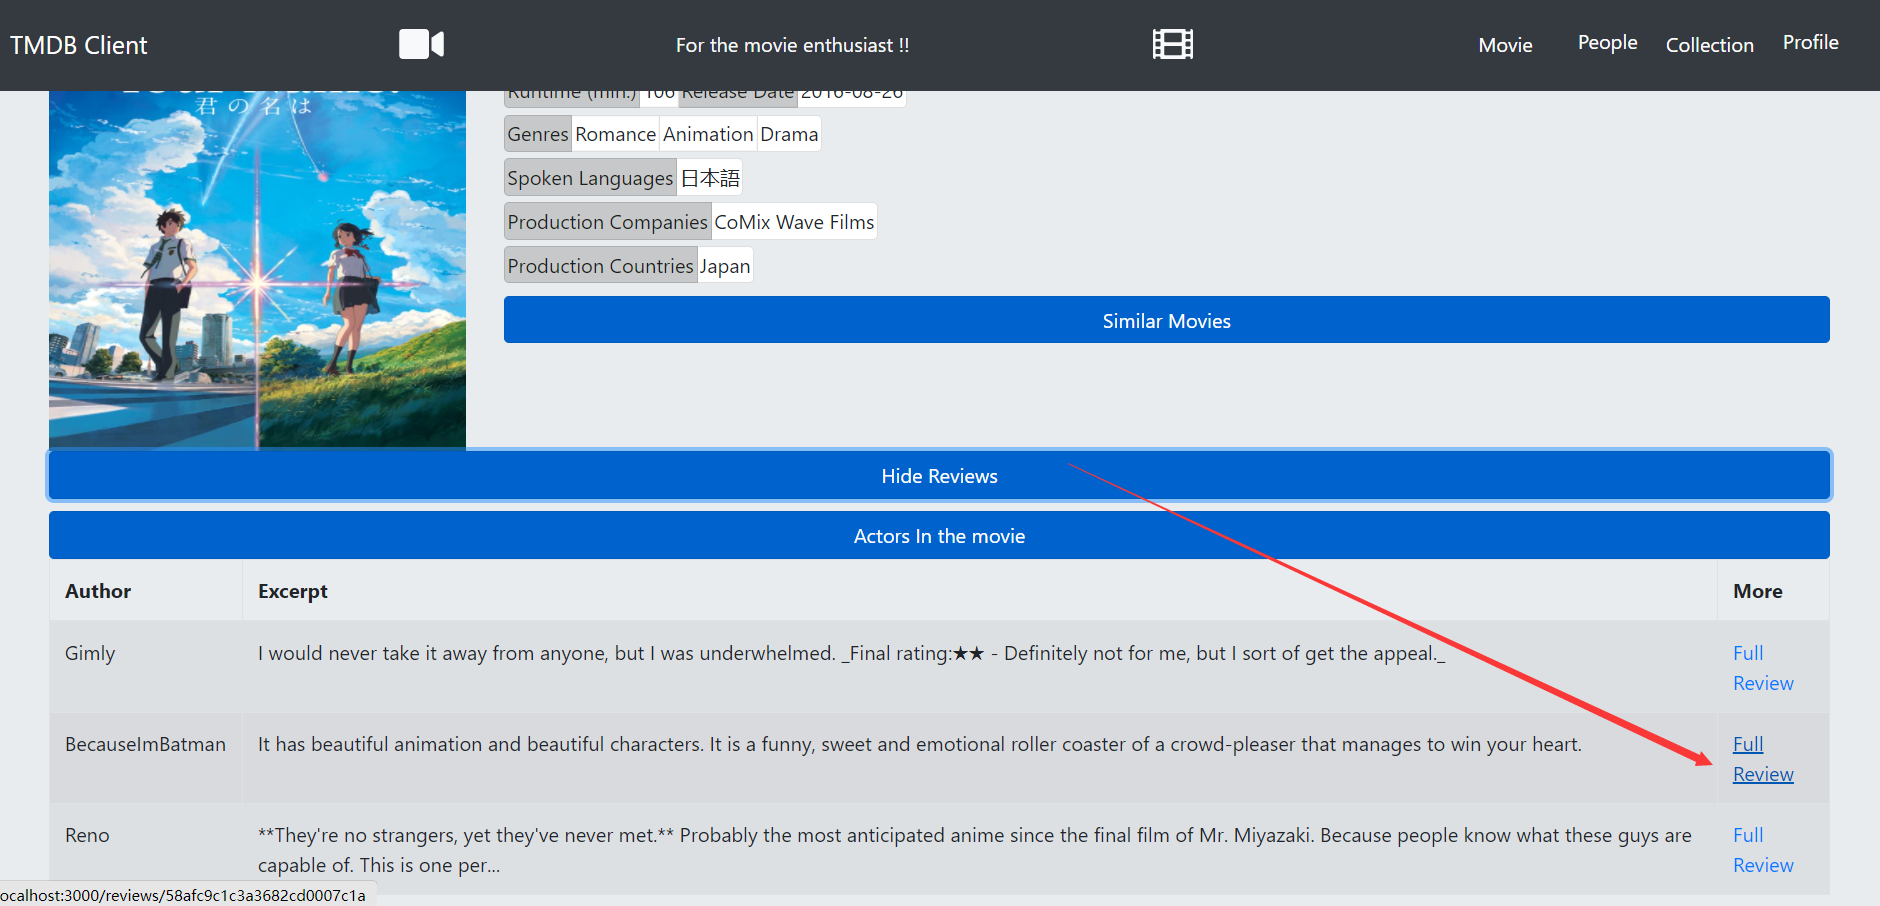 TMDB Client
For the movie enthusiast !!
Movie
People
Collection
Profile
君の名は
Runtime (min.) 106 Release Date 2016-08-26
Genres Romance Animation Drama
Spoken Languages 日本語
Production Companies CoMix Wave Films
Production Countries Japan
Similar Movies
Hide Reviews
Actors In the movie
Author Excerpt More
Gimly I would never take it away from anyone, but I was underwhelmed. _Final rating:★★ - Definitely not for me, but I sort of get the appeal._ Full
Review
BecauseImBatman It has beautiful animation and beautiful characters. It is a funny, sweet and emotional roller coaster of a crowd-pleaser that manages to win your heart. Full
Review
Reno **They're no strangers, yet they've never met.** Probably the most anticipated anime since the final film of Mr. Miyazaki. Because people know what these guys are Full
capable of. This is one per... Review
ocalhost:3000/reviews/58afc9c1c3a3682cd0007c1a